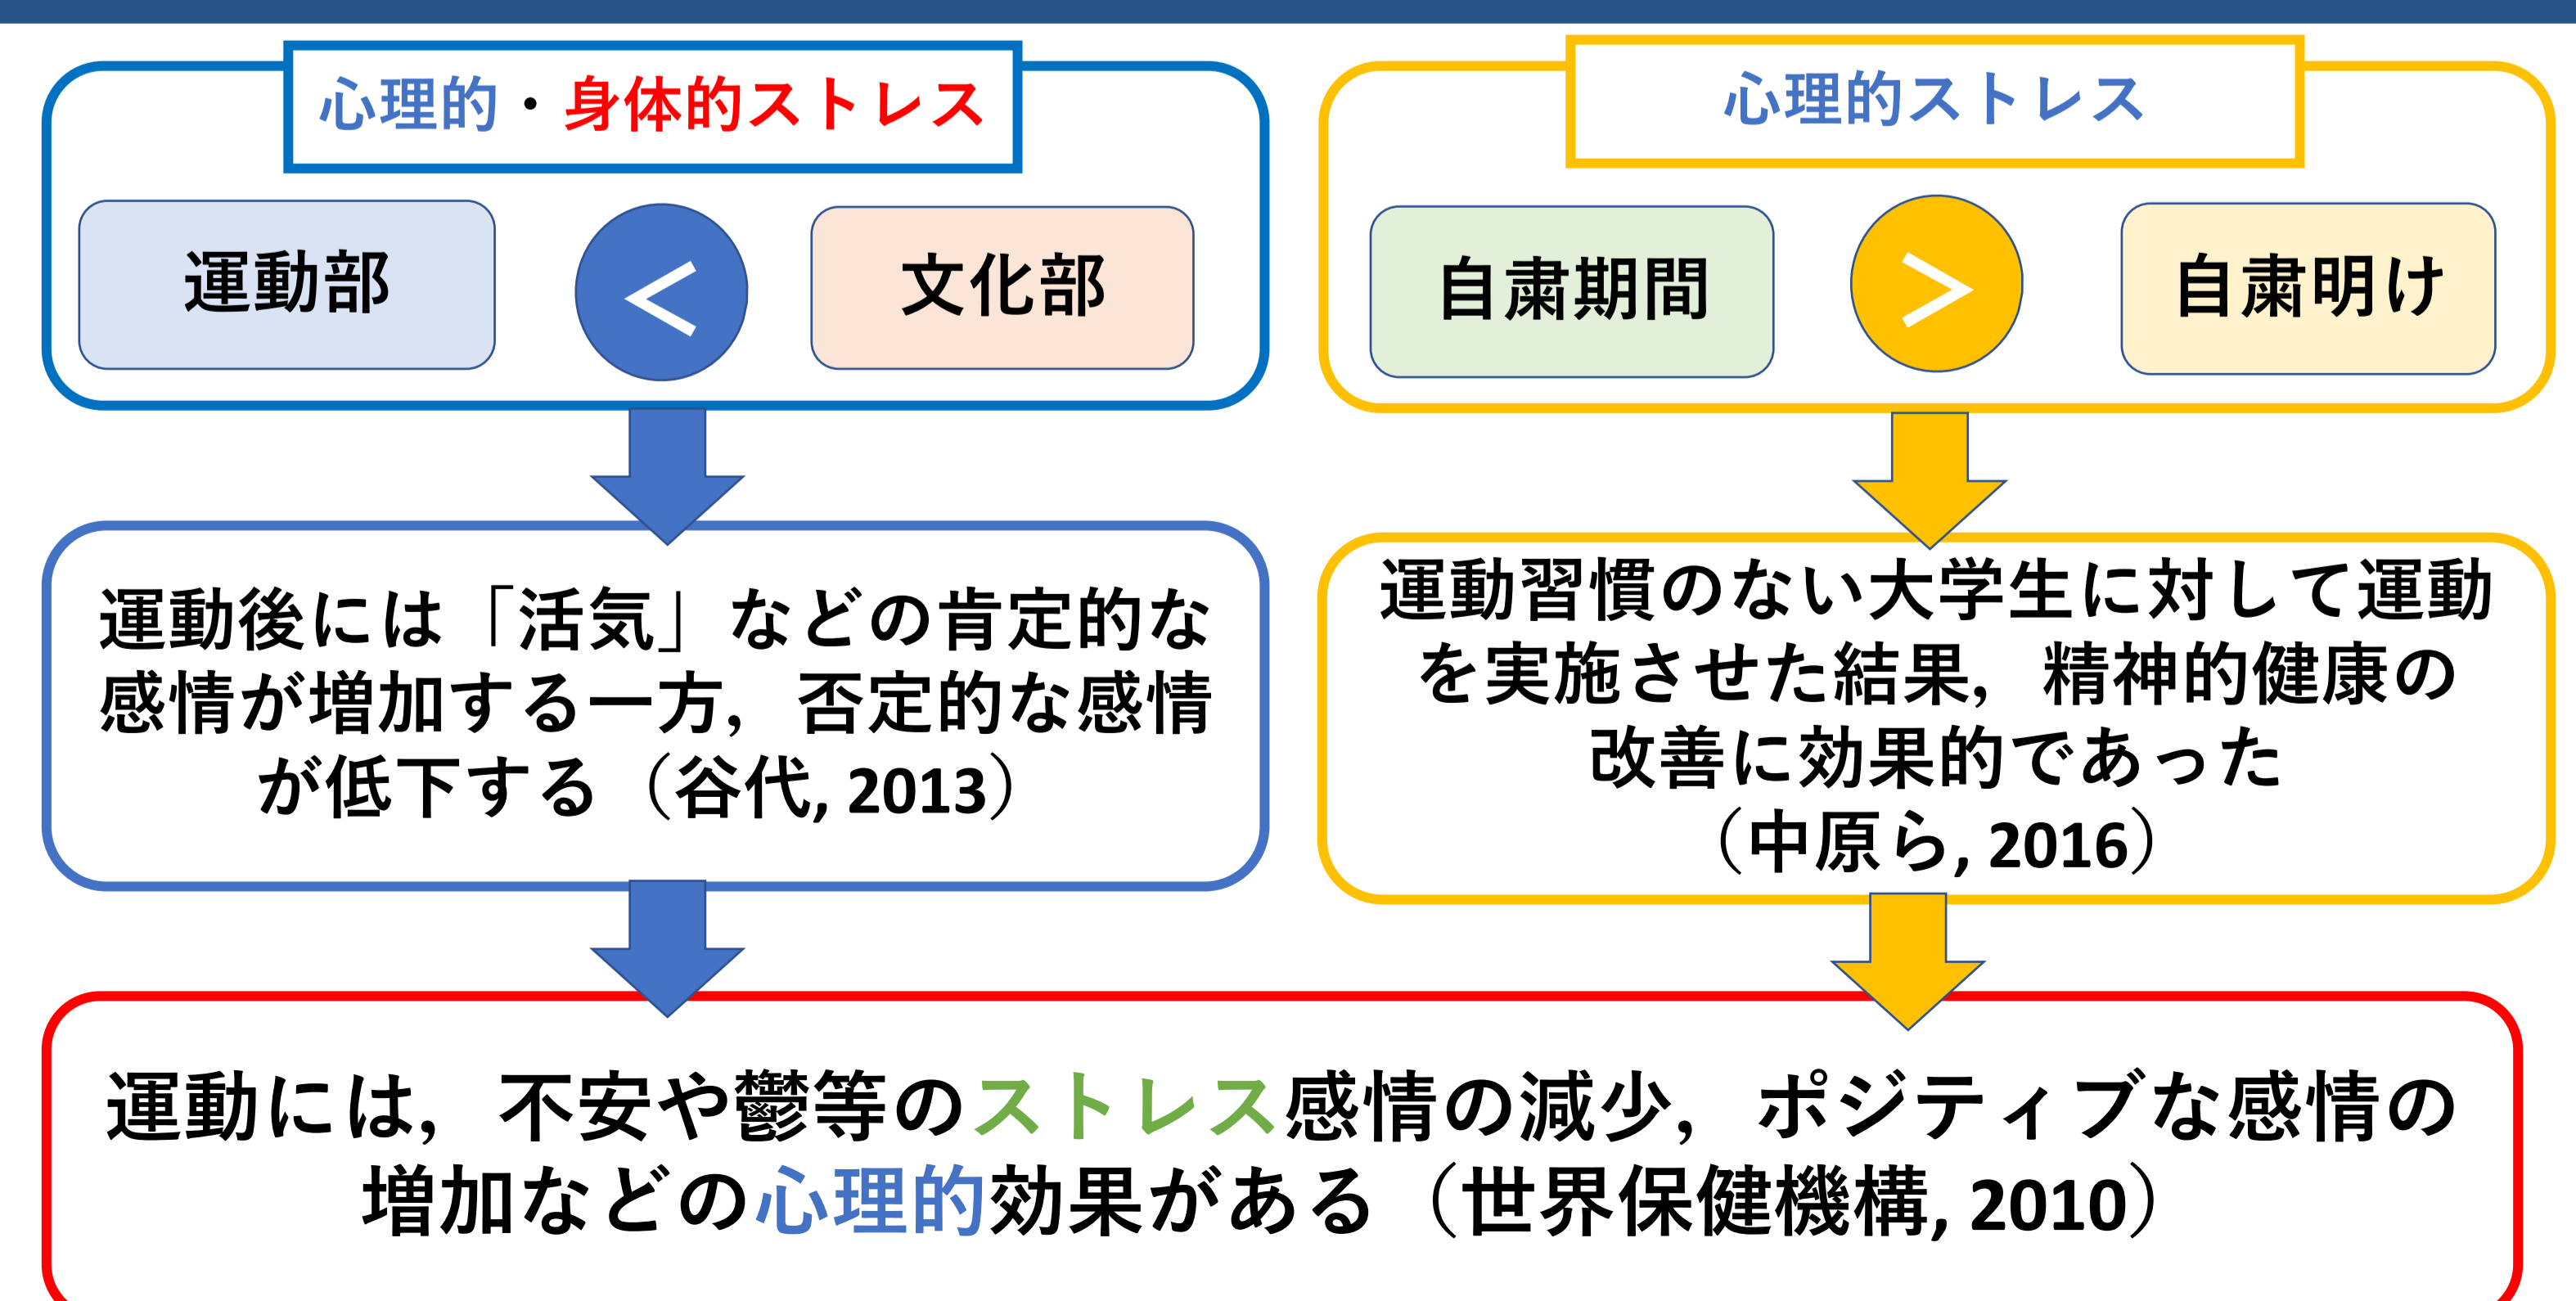 心理的・身体的ストレス
運動部
<
文化部
運動後には「活気」などの肯定的な
感情が増加する一方，否定的な感情
が低下する（谷代, 2013）
心理的ストレス
自粛期間
>
自粛明け
運動習慣のない大学生に対して運動
を実施させた結果，精神的健康の
改善に効果的であった
（中原ら, 2016）
運動には，不安や鬱等のストレス感情の減少，ポジティブな感情の
増加などの心理的効果がある（世界保健機構, 2010）